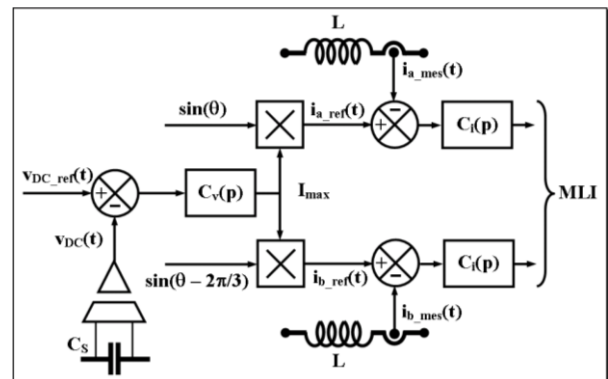 L
i_a_mes(t)
sin(θ)
i_a_ref(t)
C_i(p)
v_DC_ref(t)
C_v(p)
I_max
MLI
v_DC(t)
sin(θ – 2π/3)
i_b_ref(t)
C_i(p)
i_b_mes(t)
C_S
L